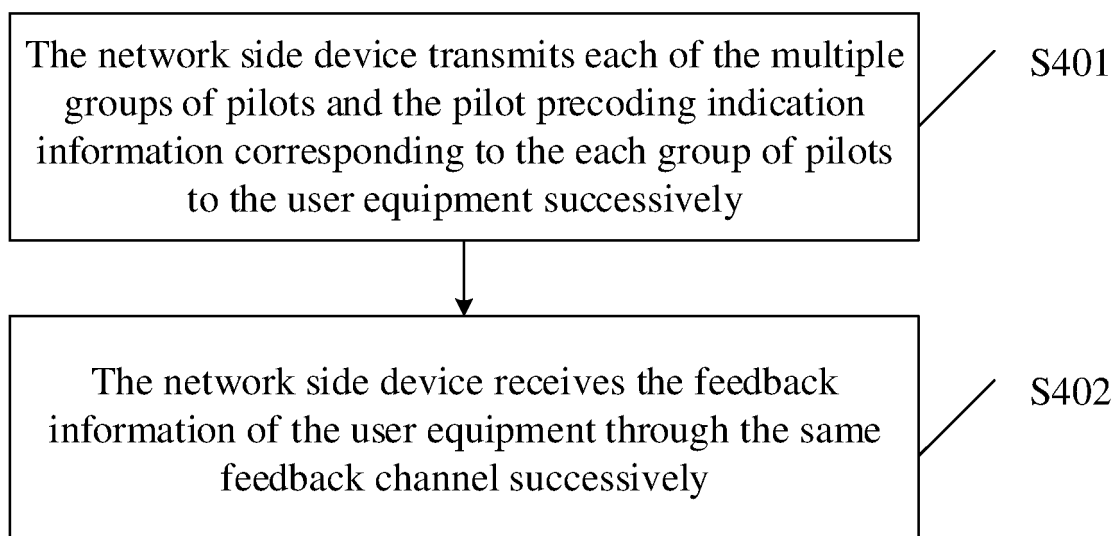 The network side device transmits each of the multiple
groups of pilots and the pilot precoding indication
information corresponding to the each group of pilots
to the user equipment successively
S401
The network side device receives the feedback
information of the user equipment through the same
feedback channel successively
S402